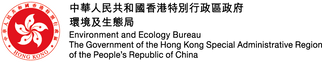 中華人民共和國香港特別行政區政府
環境及生態局
Environment and Ecology Bureau
The Government of the Hong Kong Special Administrative Region
of the People's Republic of China
HONG KONG